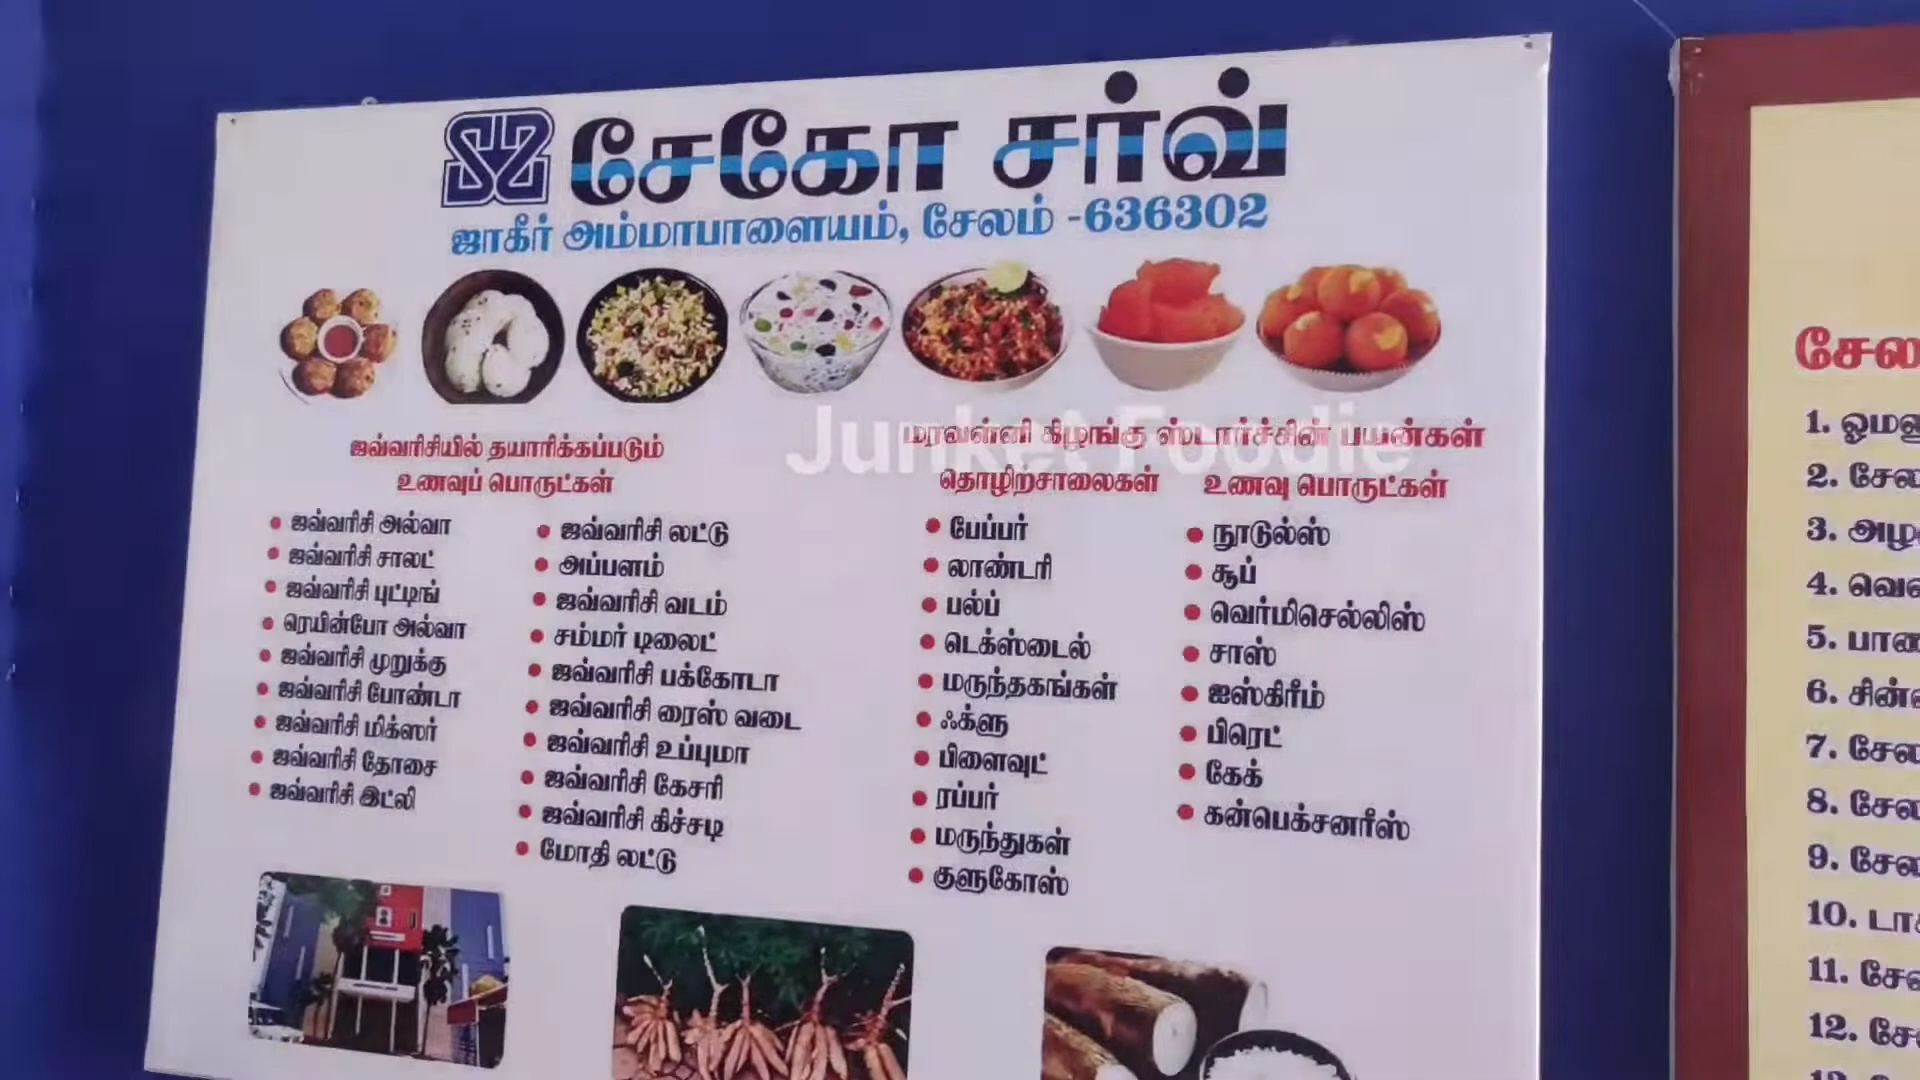 சேகோ சர்வ்
ஜாகீர் அம்மாபாளையம், சேலம் -636302
Junket Foodie
ஜவ்வரிசியில் தயாரிக்கப்படும்
உணவுப் பொருட்கள்
ஜவ்வரிசி அல்வா
ஜவ்வரிசி சாலட்
ஜவ்வரிசி புட்டிங்
ரெயின்போ அல்வா
ஜவ்வரிசி முறுக்கு
ஜவ்வரிசி போண்டா
ஜவ்வரிசி மிக்ஸர்
ஜவ்வரிசி தோசை
ஜவ்வரிசி இட்லி
ஜவ்வரிசி லட்டு
அப்பளம்
ஜவ்வரிசி வடம்
சம்மர் டிலைட்
ஜவ்வரிசி பக்கோடா
ஜவ்வரிசி ரைஸ் வடை
ஜவ்வரிசி உப்புமா
ஜவ்வரிசி கேசரி
ஜவ்வரிசி கிச்சடி
மோதி லட்டு
மரவள்ளி கிழங்கு ஸ்டார்ச்சின் பயன்கள்
தொழிற்சாலைகள்
பேப்பர்
லாண்டரி
பல்ப்
டெக்ஸ்டைல்
மருந்தகங்கள்
ஃக்ளு
பிளைவுட்
ரப்பர்
மருந்துகள்
குளுகோஸ்
உணவு பொருட்கள்
நூடுல்ஸ்
சூப்
வெர்மிசெல்லிஸ்
சாஸ்
ஐஸ்கிரீம்
பிரெட்
கேக்
கன்பெக்சனரீஸ்
1.
2.
3.
4.
5.
6.
7.
8.
9.
10.
11.
12.